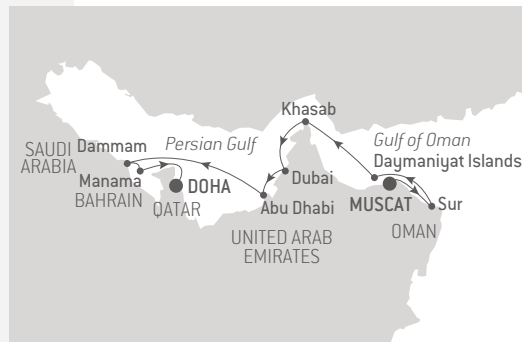 Khasab
SAUDI
ARABIA
Dammam
Persian Gulf
Gulf of Oman
Daymaniyat Islands
Manama
BAHRAIN
DOHA
QATAR
Dubai
Abu Dhabi
MUSCAT
Sur
OMAN
UNITED ARAB
EMIRATES